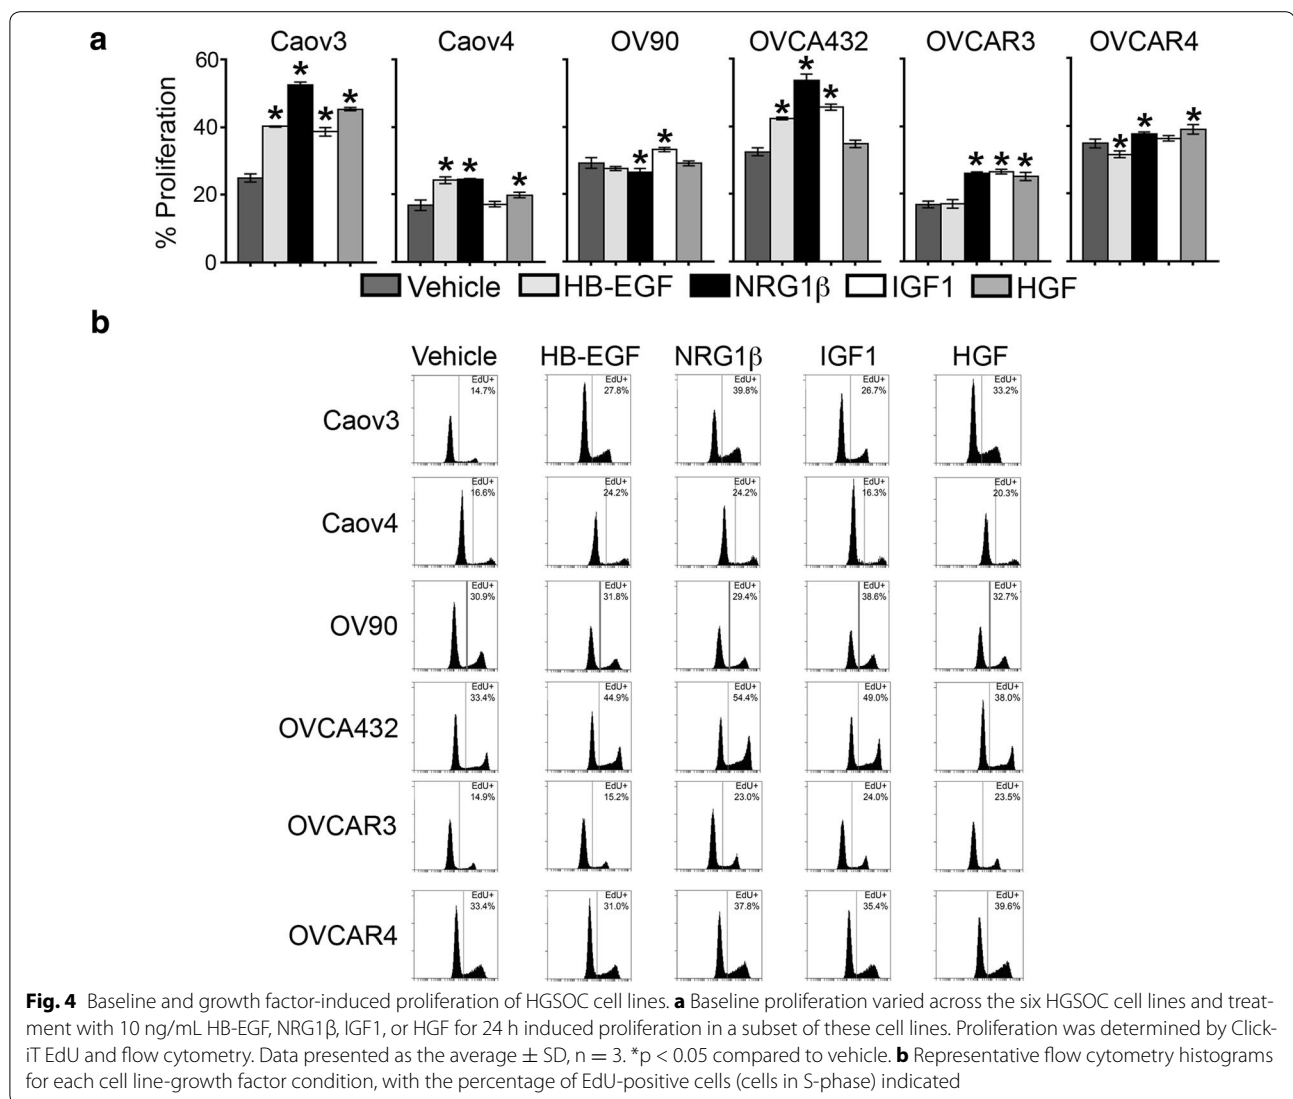 a
Caov3 Caov4 OV90 OVCA432 OVCAR3 OVCAR4
% Proliferation
60
40
20
0
* * * *
* * *
* *
* * *
* * *
* * *
Vehicle HB-EGF NRG1β IGF1 HGF
b
Vehicle HB-EGF NRG1β IGF1 HGF
Caov3
EdU+ EdU+ EdU+ EdU+ EdU+
14.7% 27.8% 39.8% 26.7% 33.2%
Caov4
EdU+ EdU+ EdU+ EdU+ EdU+
16.6% 24.2% 24.2% 16.3% 20.3%
OV90
EdU+ EdU+ EdU+ EdU+ EdU+
30.9% 31.8% 29.4% 38.6% 32.7%
OVCA432
EdU+ EdU+ EdU+ EdU+ EdU+
33.4% 44.9% 54.4% 49.0% 38.0%
OVCAR3
EdU+ EdU+ EdU+ EdU+ EdU+
14.9% 15.2% 23.0% 24.0% 23.5%
OVCAR4
EdU+ EdU+ EdU+ EdU+ EdU+
33.4% 31.0% 37.8% 35.4% 39.6%
Fig. 4 Baseline and growth factor-induced proliferation of HGSOC cell lines. a Baseline proliferation varied across the six HGSOC cell lines and treat-
ment with 10 ng/mL HB-EGF, NRG1β, IGF1, or HGF for 24 h induced proliferation in a subset of these cell lines. Proliferation was determined by Click-
iT EdU and flow cytometry. Data presented as the average ± SD, n = 3. *p < 0.05 compared to vehicle. b Representative flow cytometry histograms
for each cell line-growth factor condition, with the percentage of EdU-positive cells (cells in S-phase) indicated